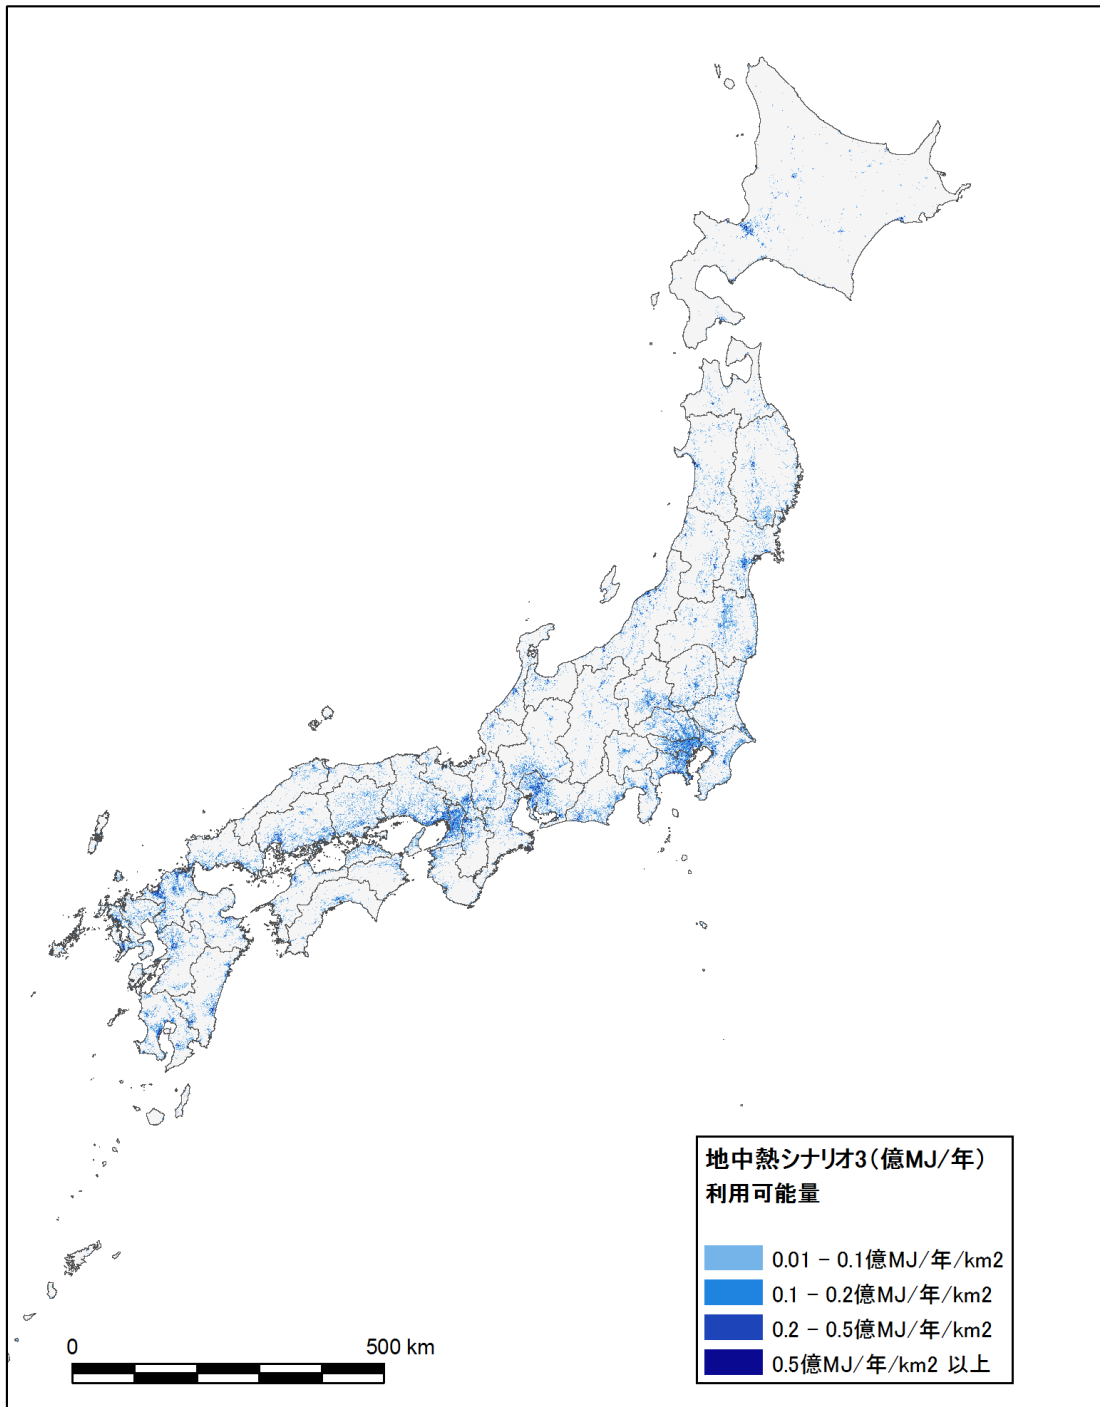 地中熱シナリオ3(億MJ/年)
利用可能量
0.01 - 0.1億MJ/年/km2
0.1 - 0.2億MJ/年/km2
0.2 - 0.5億MJ/年/km2
0.5億MJ/年/km2 以上
0 500 km